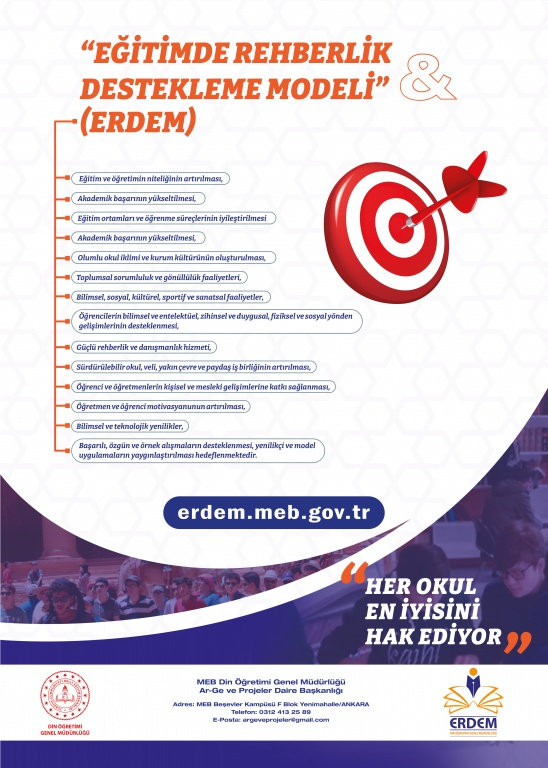 “EĞİTİMDE REHBERLİK
&
DESTEKLEME MODELİ”
(ERDEM)
Eğitim ve öğretimin niteliğinin artırılması,
Akademik başarının yükseltilmesi,
Eğitim ortamları ve öğrenme süreçlerinin iyileştirilmesi
Akademik başarının yükseltilmesi,
Olumlu okul iklimi ve kurum kültürünün oluşturulması,
Toplumsal sorumluluk ve gönüllülük faaliyetleri,
Bilimsel, sosyal, kültürel, sportif ve sanatsal faaliyetler,
Öğrencilerin bilimsel ve entelektüel, zihinsel ve duygusal, fiziksel ve sosyal yönden
gelişimlerinin desteklenmesi,
Güçlü rehberlik ve danışmanlık hizmeti,
Sürdürülebilir okul, veli, yakın çevre ve paydaş iş birliğinin artırılması,
Öğrenci ve öğretmenlerin kişisel ve mesleki gelişimlerine katkı sağlanması,
Öğretmen ve öğrenci motivasyanunun artırılması,
Bilimsel ve teknolojik yenilikler,
Başarılı, özgün ve örnek alışmaların desteklenmesi, yenilikçi ve model
uygulamaların yaygınlaştırılması hedeflenmektedir.
erdem.meb.gov.tr
“HER OKUL
EN İYİSİNİ
HAK EDİYOR”
MEB Din Öğretimi Genel Müdürlüğü
Ar-Ge ve Projeler Daire Başkanlığı
Adres: MEB Beşevler Kampüsü F Blok Yenimahalle/ANKARA
Telefon: 0312 413 25 89
E-Posta: argeveprojeler@gmail.com
DİN ÖĞRETİMİ
GENEL MÜDÜRLÜĞÜ
ERDEM